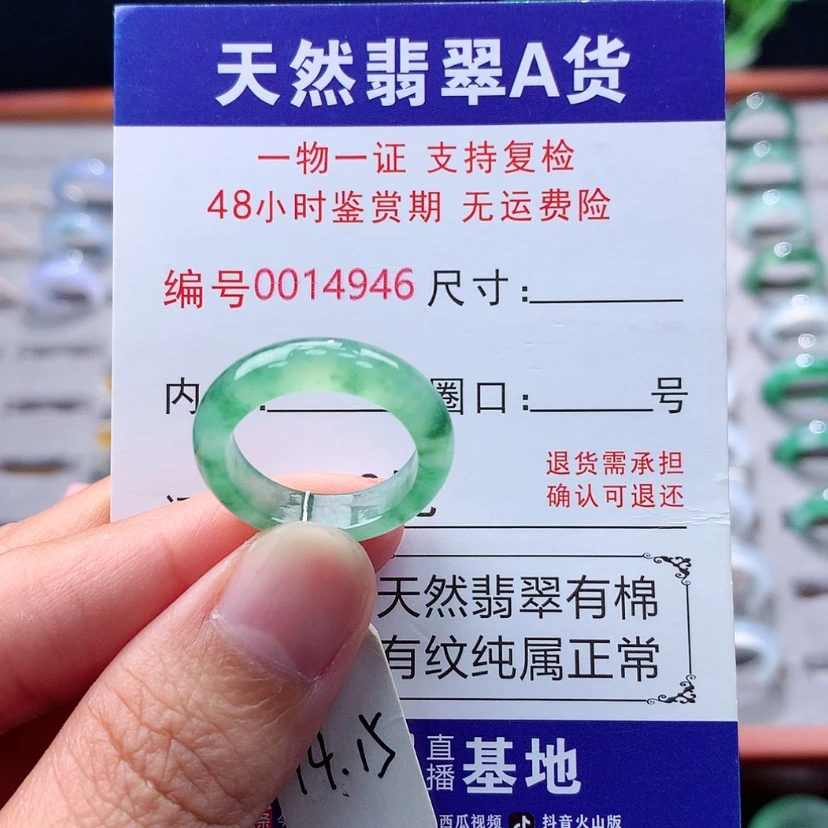 天然翡翠A货
一物一证 支持复检
48小时鉴赏期 无运费险
编号0014946 尺寸:
内 圈口: 号
退货需承担
确认可退还
天然翡翠有棉
有纹纯属正常
14.15
直播基地
西瓜视频 抖音火山版